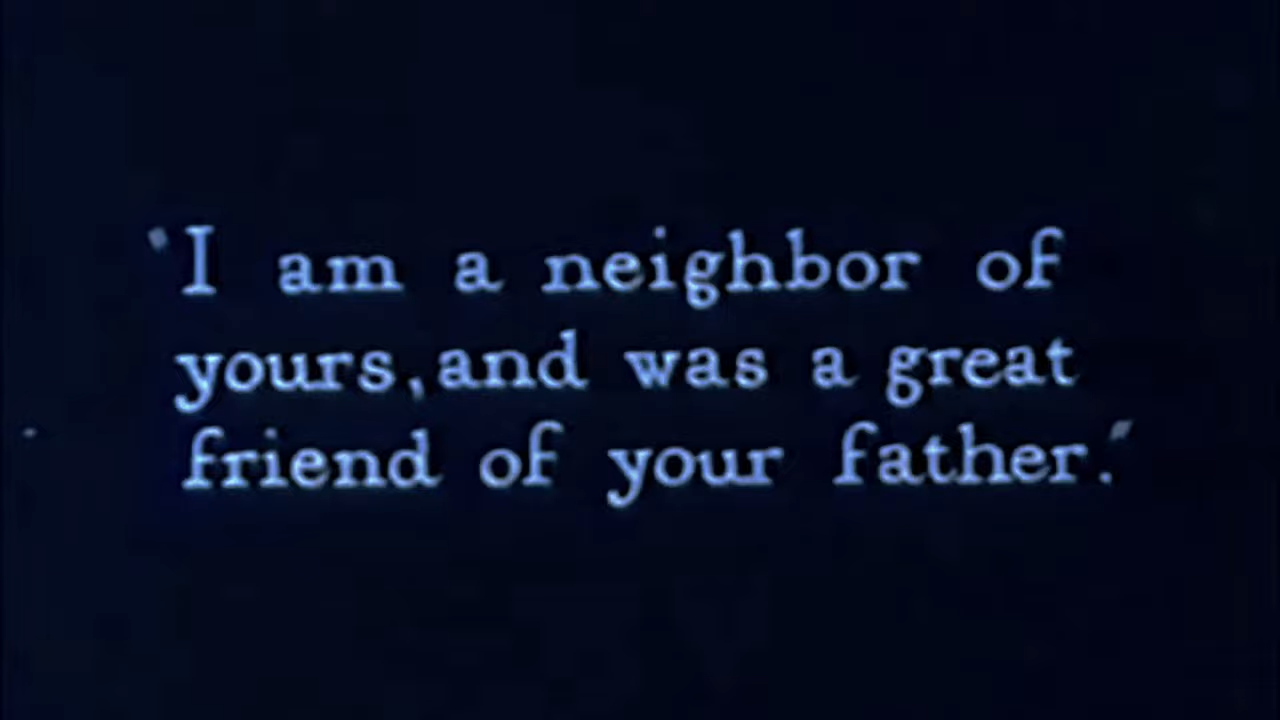 "I am a neighbor of
yours, and was a great
friend of your father."